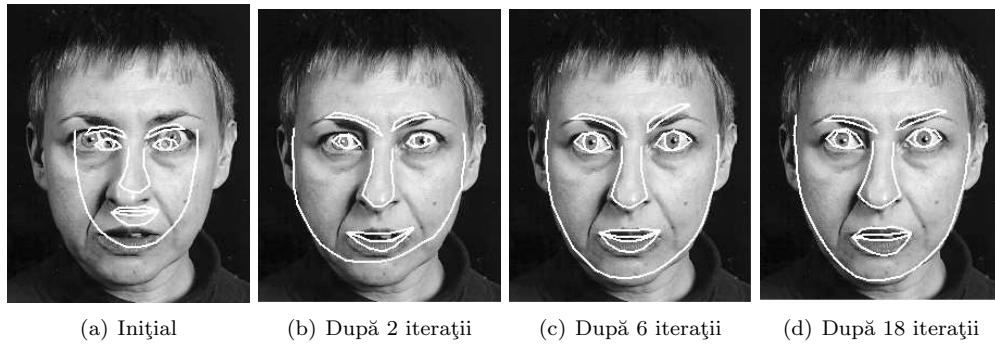 (a) Iniţial
(b) După 2 iteraţii
(c) După 6 iteraţii
(d) După 18 iteraţii